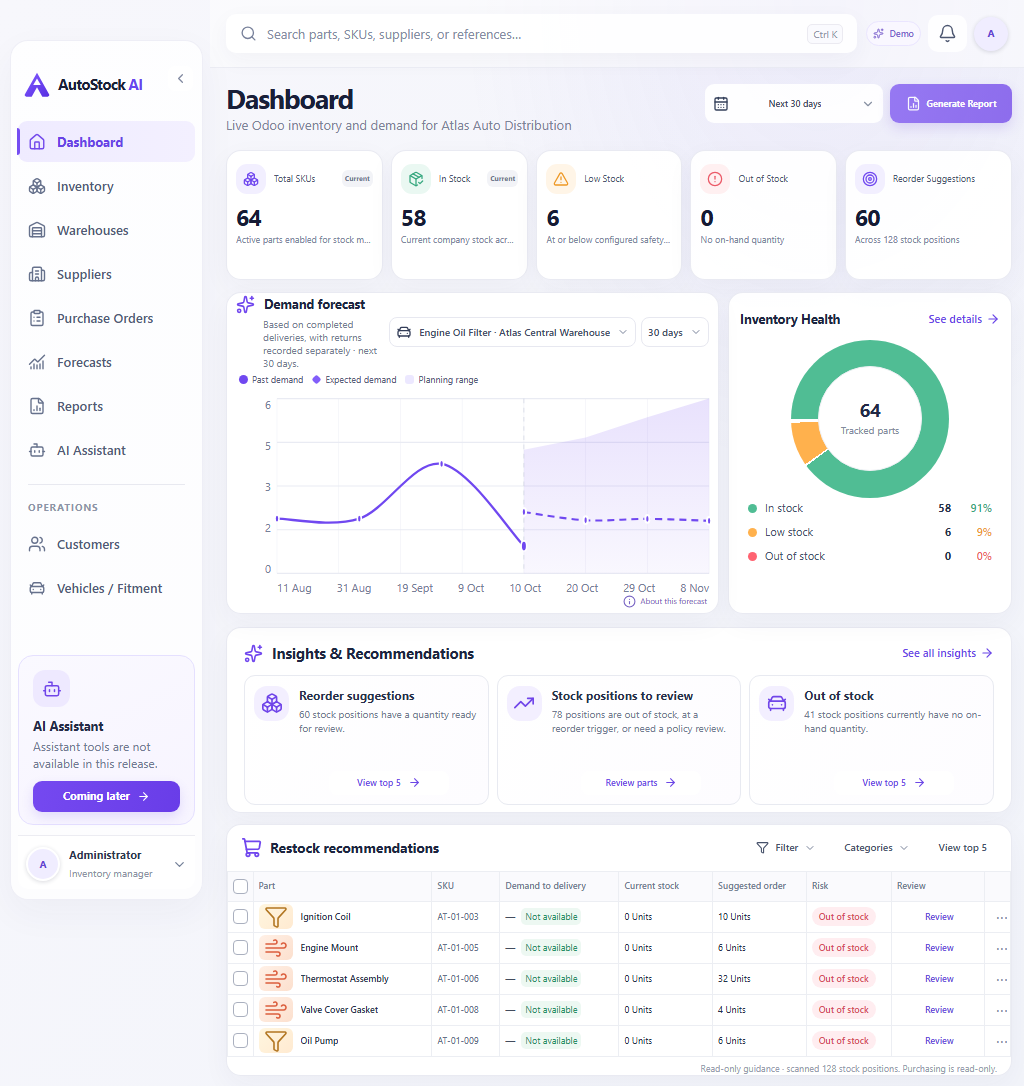 Search parts, SKUs, suppliers, or references...
Ctrl K
Demo
A
AutoStock AI
Dashboard
Inventory
Warehouses
Suppliers
Purchase Orders
Forecasts
Reports
AI Assistant
OPERATIONS
Customers
Vehicles / Fitment
AI Assistant
Assistant tools are not
available in this release.
Coming later
A
Administrator
Inventory manager
Dashboard
Live Odoo inventory and demand for Atlas Auto Distribution
Next 30 days
Generate Report
Total SKUs
Current
64
Active parts enabled for stock m...
In Stock
Current
58
Current company stock acr...
Low Stock
6
At or below configured safety...
Out of Stock
0
No on-hand quantity
Reorder Suggestions
60
Across 128 stock positions
Demand forecast
Based on completed
deliveries, with returns
recorded separately · next
30 days.
Engine Oil Filter · Atlas Central Warehouse
30 days
Past demand
Expected demand
Planning range
6
5
3
2
0
11 Aug
31 Aug
19 Sept
9 Oct
10 Oct
20 Oct
29 Oct
8 Nov
About this forecast
Inventory Health
See details
64
Tracked parts
In stock 58 91%
Low stock 6 9%
Out of stock 0 0%
Insights & Recommendations
See all insights
Reorder suggestions
60 stock positions have a quantity ready
for review.
View top 5
Stock positions to review
78 positions are out of stock, at a
reorder trigger, or need a policy review.
Review parts
Out of stock
41 stock positions currently have no on-
hand quantity.
View top 5
Restock recommendations
Filter
Categories
View top 5
Part SKU Demand to delivery Current stock Suggested order Risk Review
Ignition Coil AT-01-003 — Not available 0 Units 10 Units Out of stock Review ...
Engine Mount AT-01-005 — Not available 0 Units 6 Units Out of stock Review ...
Thermostat Assembly AT-01-006 — Not available 0 Units 32 Units Out of stock Review ...
Valve Cover Gasket AT-01-008 — Not available 0 Units 4 Units Out of stock Review ...
Oil Pump AT-01-009 — Not available 0 Units 6 Units Out of stock Review ...
Read-only guidance · scanned 128 stock positions. Purchasing is read-only.